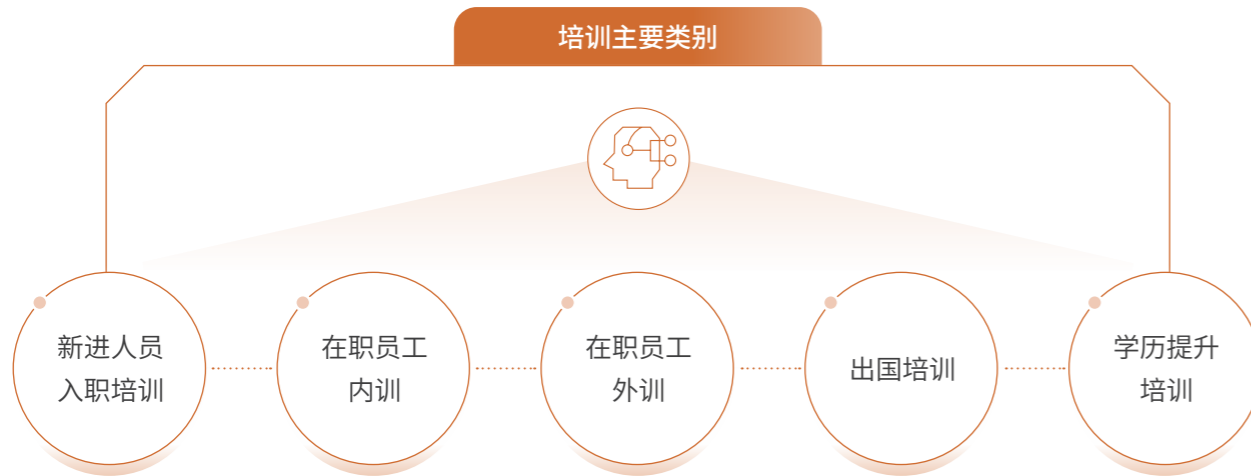 培训主要类别
新进人员
入职培训
在职员工
内训
在职员工
外训
出国培训
学历提升
培训